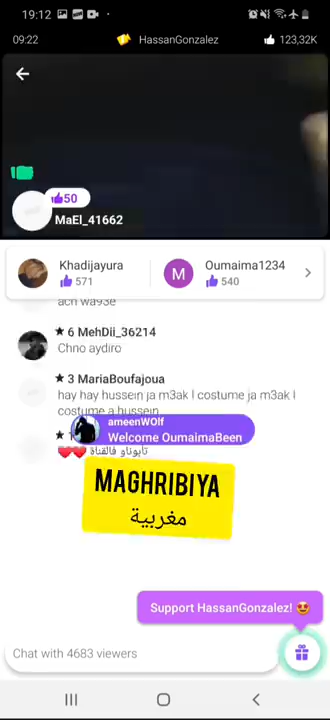 19:12
09:22
HassanGonzalez
123,32K
50
MaEl_41662
Khadijayura
571
Oumaima1234
540
ach wa93e
★ 6 MehDii_36214
Chno aydiro
★ 3 MariaBoufajoua
hay hay hussein ja m3ak l costume ja m3ak l
costume a hussein
ameenWOlf
Welcome OumaimaBeen
تابوناو فالقناة
MAGHRIBIYA
مغربية
Support HassanGonzalez! 🤩
Chat with 4683 viewers